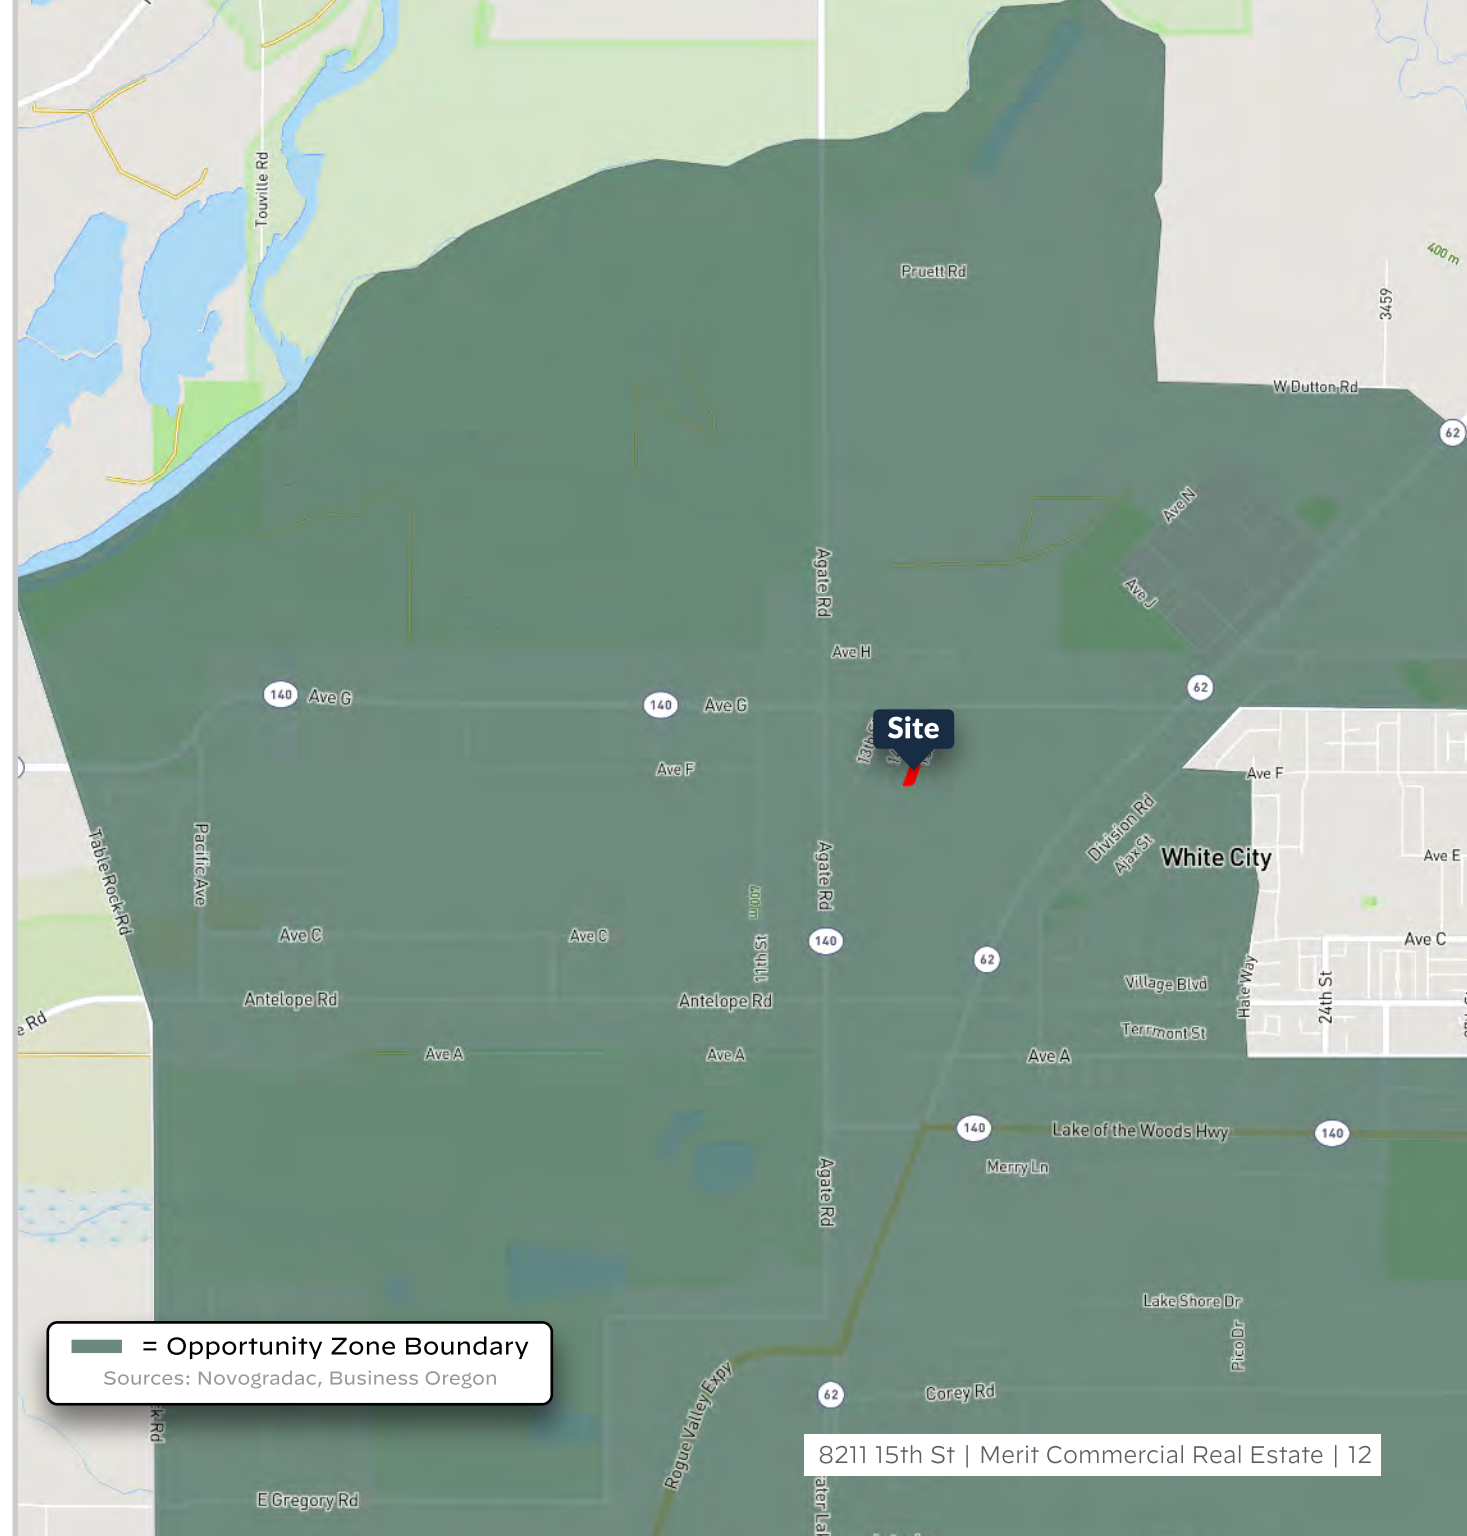 Touville Rd
Pruett Rd
400 m
3459
W Dutton Rd
62
Ave N
Agate Rd
Ave J
Ave H
62
140
Ave G
140
Ave G
Site
13th
Ave F
Ave F
Division Rd
Ajax St
Table Rock Rd
Pacific Ave
Agate Rd
White City
Ave E
400 m
Ave C
Ave C
11th St
140
62
Ave C
Village Blvd
Hale Way
24th St
Antelope Rd
Antelope Rd
e Rd
Terrmont St
Ave A
Ave A
Ave A
140
Lake of the Woods Hwy
140
Merry Ln
Agate Rd
Lake Shore Dr
Pico Dr
= Opportunity Zone Boundary
Sources: Novogradac, Business Oregon
Rogue Valley Expy
62
Corey Rd
ck Rd
8211 15th St | Merit Commercial Real Estate | 12
E Gregory Rd
ater Lak